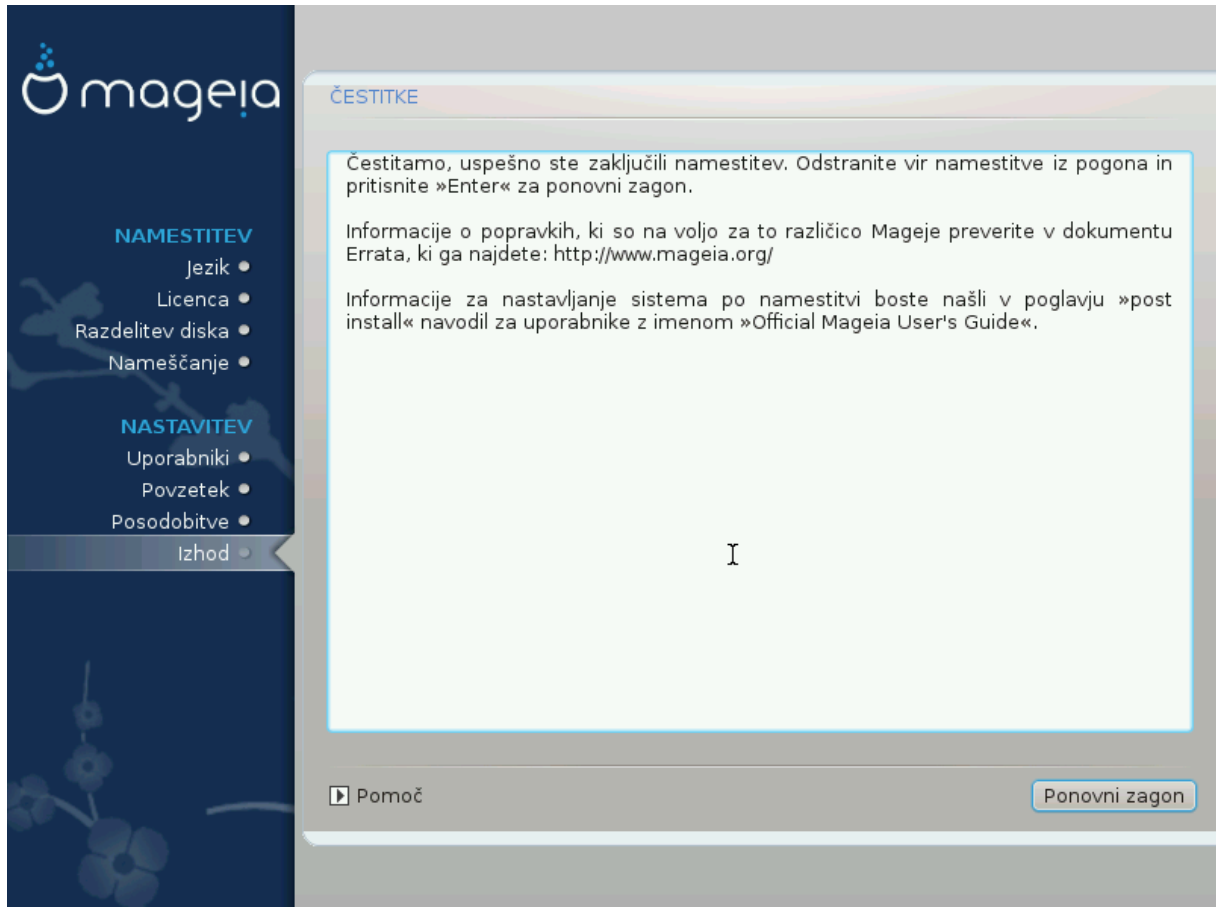 mageia
NAMESTITEV
Jezik
Licenca
Razdelitev diska
Nameščanje
NASTAVITEV
Uporabniki
Povzetek
Posodobitve
Izhod
ČESTITKE
Čestitamo, uspešno ste zaključili namestitev. Odstranite vir namestitve iz pogona in
pritisnite »Enter« za ponovni zagon.
Informacije o popravkih, ki so na voljo za to različico Mageje preverite v dokumentu
Errata, ki ga najdete: http://www.mageia.org/
Informacije za nastavljanje sistema po namestitvi boste našli v poglavju »post
install« navodil za uporabnike z imenom »Official Mageia User's Guide«.
Pomoč
Ponovni zagon